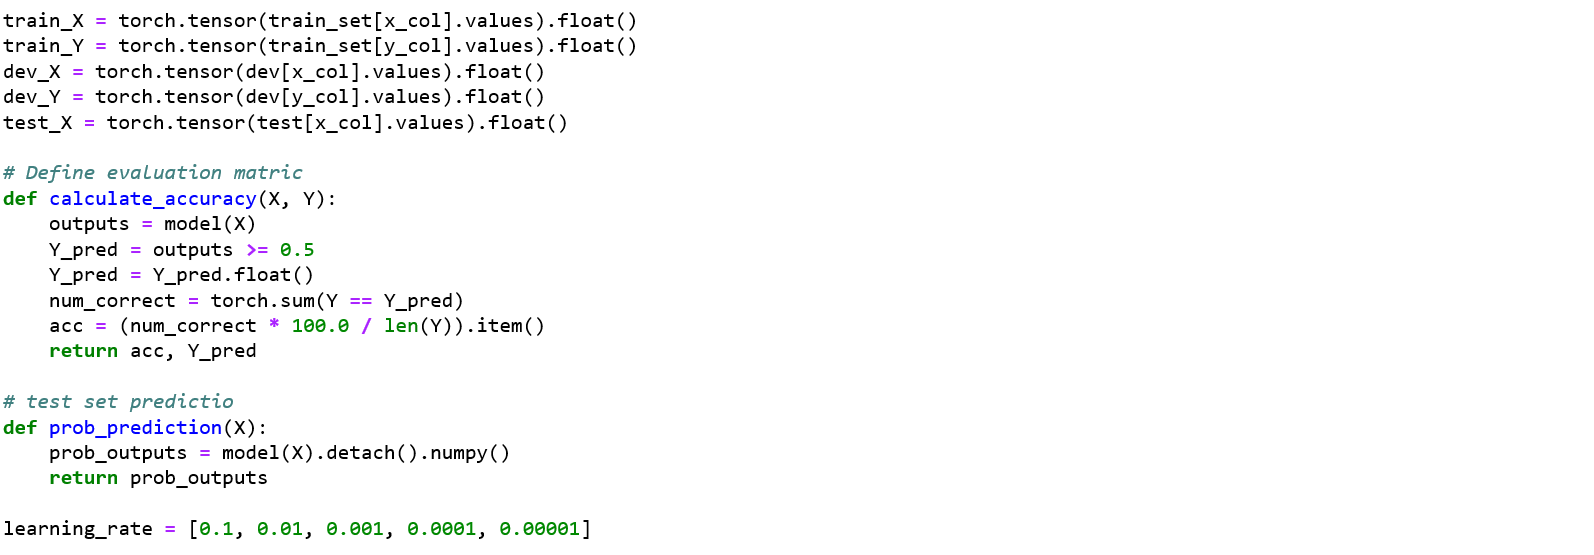 train_X = torch.tensor(train_set[x_col].values).float()
train_Y = torch.tensor(train_set[y_col].values).float()
dev_X = torch.tensor(dev[x_col].values).float()
dev_Y = torch.tensor(dev[y_col].values).float()
test_X = torch.tensor(test[x_col].values).float()

# Define evaluation matric
def calculate_accuracy(X, Y):
    outputs = model(X)
    Y_pred = outputs >= 0.5
    Y_pred = Y_pred.float()
    num_correct = torch.sum(Y == Y_pred)
    acc = (num_correct * 100.0 / len(Y)).item()
    return acc, Y_pred

# test set predictio
def prob_prediction(X):
    prob_outputs = model(X).detach().numpy()
    return prob_outputs

learning_rate = [0.1, 0.01, 0.001, 0.0001, 0.00001]